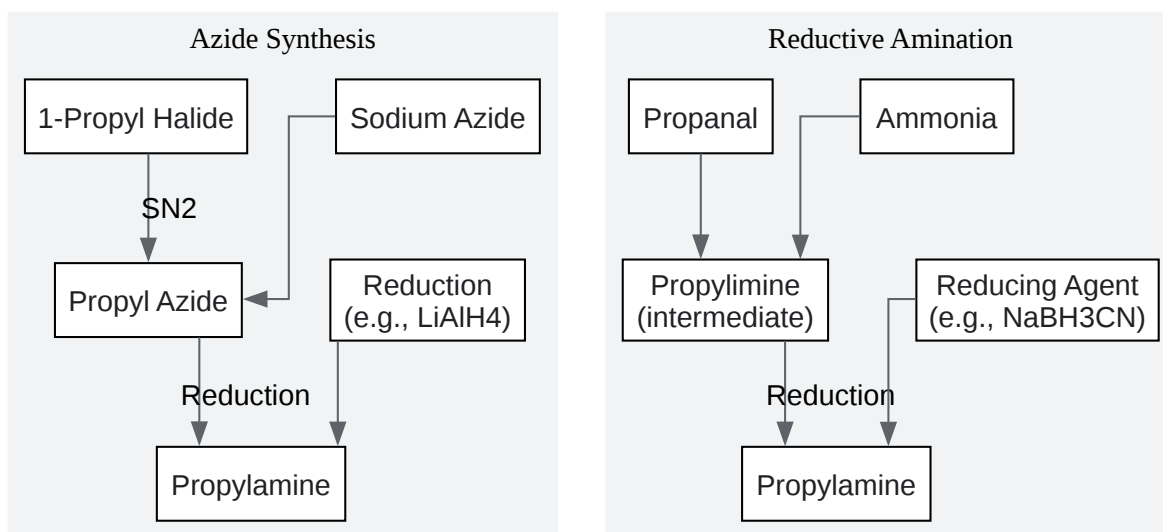 Azide Synthesis
1-Propyl Halide
Sodium Azide
SN2
Propyl Azide
Reduction
(e.g., LiAlH4)
Reduction
Propylamine
Reductive Amination
Propanal
Ammonia
Propylimine
(intermediate)
Reducing Agent
(e.g., NaBH3CN)
Reduction
Propylamine